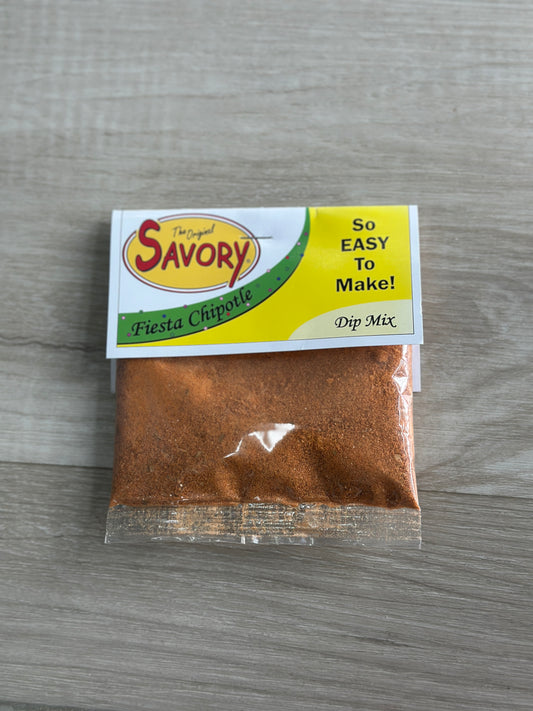 The Original
SAVORY
Fiesta Chipotle
So
EASY
To
Make!
Dip Mix